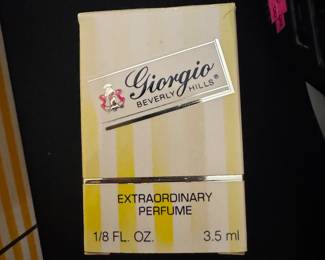 Giorgio
BEVERLY HILLS®
EXTRAORDINARY
PERFUME
1/8 FL. OZ. 3.5 ml